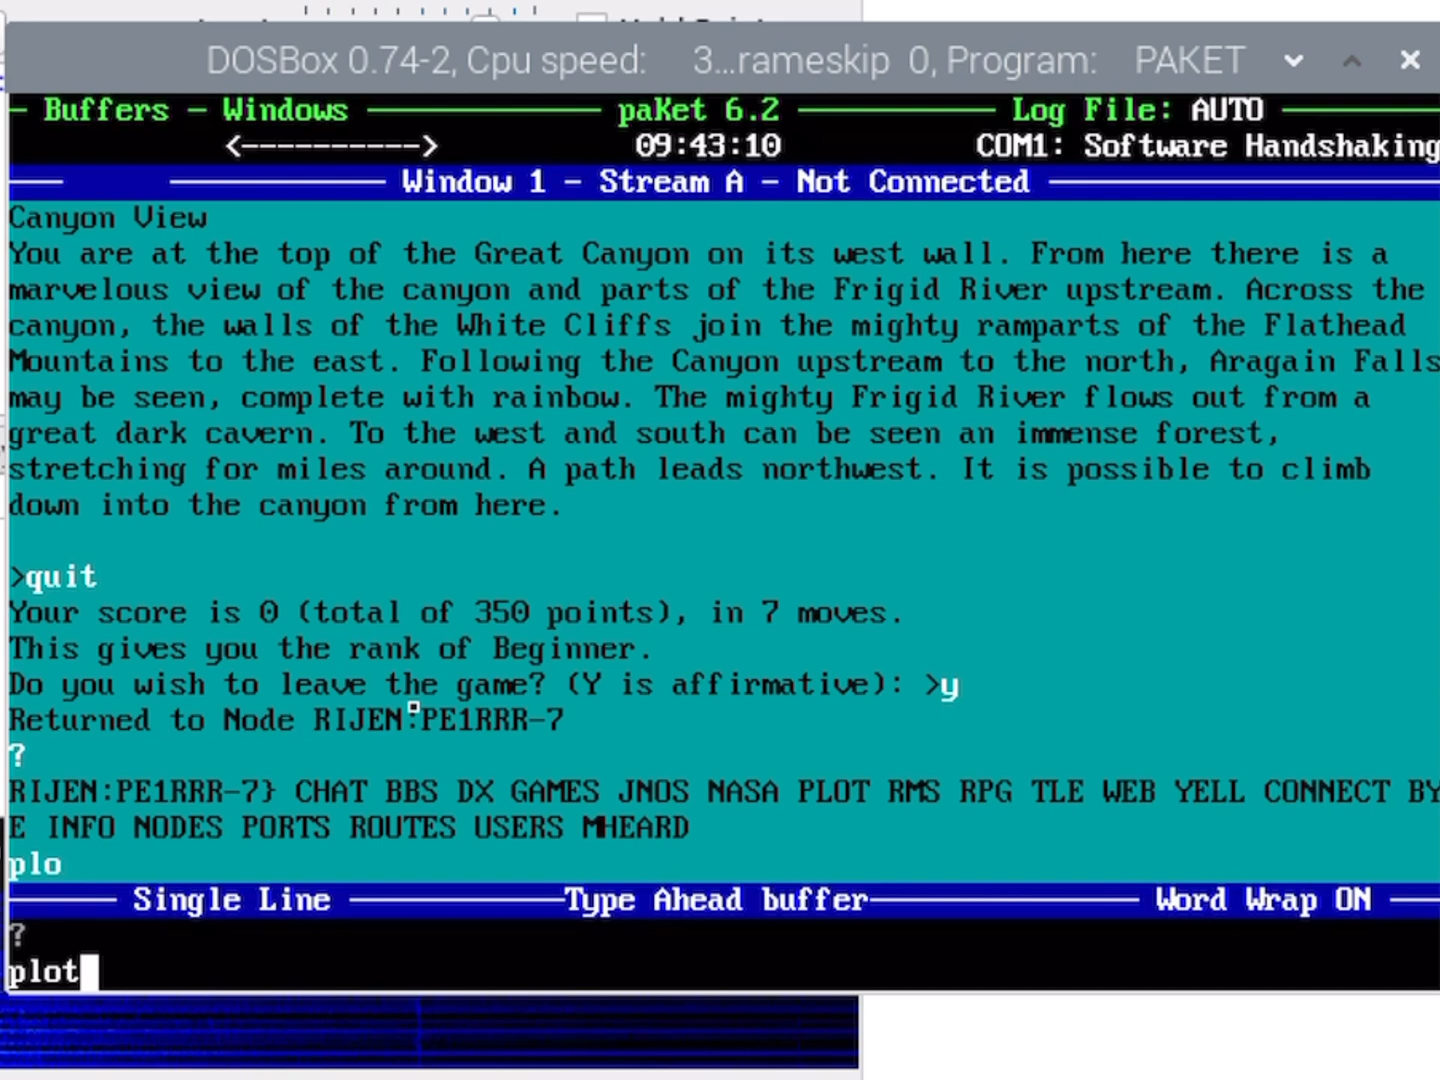 DOSBox 0.74-2, Cpu speed: 3...rameskip 0, Program: PAKET
Buffers - Windows paKet 6.2 Log File: AUTO
<----------> 09:43:10 COM1: Software Handshaking
Window 1 - Stream A - Not Connected
Canyon View
You are at the top of the Great Canyon on its west wall. From here there is a
marvelous view of the canyon and parts of the Frigid River upstream. Across the
canyon, the walls of the White Cliffs join the mighty ramparts of the Flathead
Mountains to the east. Following the Canyon upstream to the north, Aragain Falls
may be seen, complete with rainbow. The mighty Frigid River flows out from a
great dark cavern. To the west and south can be seen an immense forest,
stretching for miles around. A path leads northwest. It is possible to climb
down into the canyon from here.
>quit
Your score is 0 (total of 350 points), in 7 moves.
This gives you the rank of Beginner.
Do you wish to leave the game? (Y is affirmative): >y
Returned to Node RIJEN:PE1RRR-7
?
RIJEN:PE1RRR-7} CHAT BBS DX GAMES JNOS NASA PLOT RMS RPG TLE WEB YELL CONNECT BY
E INFO NODES PORTS ROUTES USERS MHEARD
plo
Single Line Type Ahead buffer Word Wrap ON
?
plot